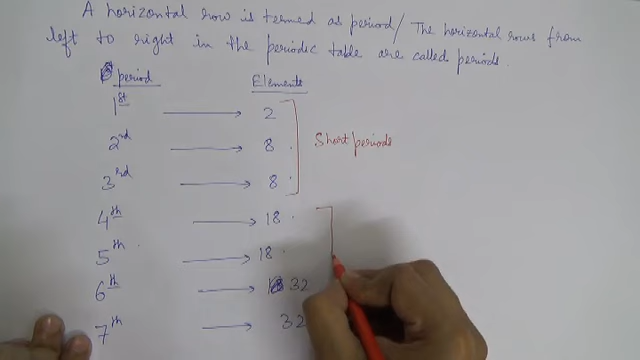 A horizontal row is termed as period / The horizontal rows from
left to right in the periodic table are called periods.
period Elements
1st → 2
2nd → 8
3rd → 8
Short periods
4th → 18
5th → 18
6th → 32
7th → 32